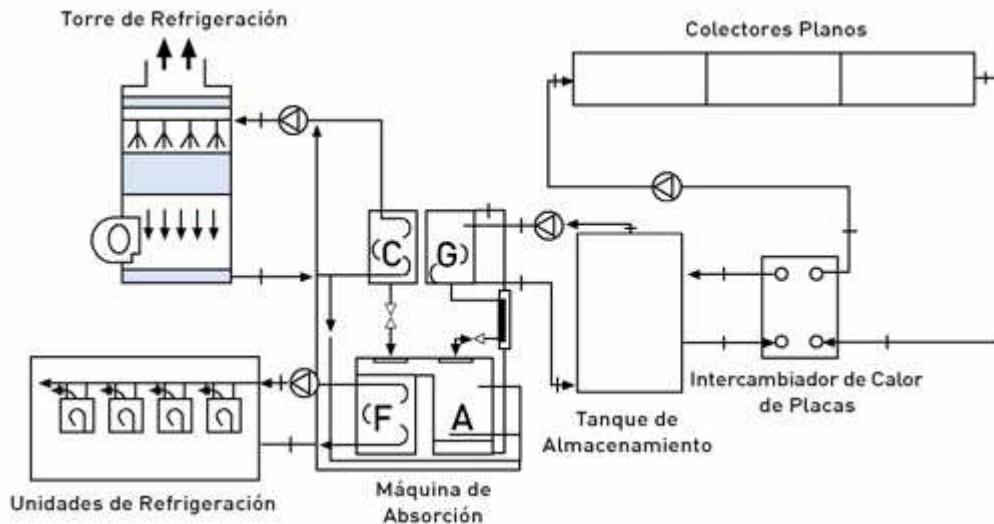 Torre de Refrigeración
Colectores Planos
C
G
F
A
Intercambiador de Calor
de Placas
Tanque de
Almacenamiento
Máquina de
Absorción
Unidades de Refrigeración